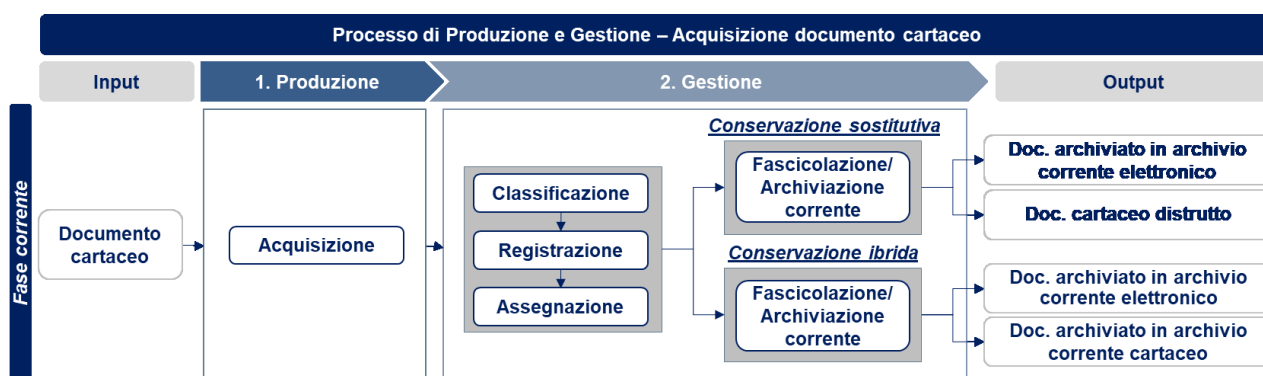 Processo di Produzione e Gestione – Acquisizione documento cartaceo
Input
1. Produzione
2. Gestione
Output
Fase corrente
Documento
cartaceo
Acquisizione
Classificazione
Registrazione
Assegnazione
Conservazione sostitutiva
Fascicolazione/
Archiviazione
corrente
Conservazione ibrida
Fascicolazione/
Archiviazione
corrente
Doc. archiviato in archivio
corrente elettronico
Doc. cartaceo distrutto
Doc. archiviato in archivio
corrente elettronico
Doc. archiviato in archivio
corrente cartaceo